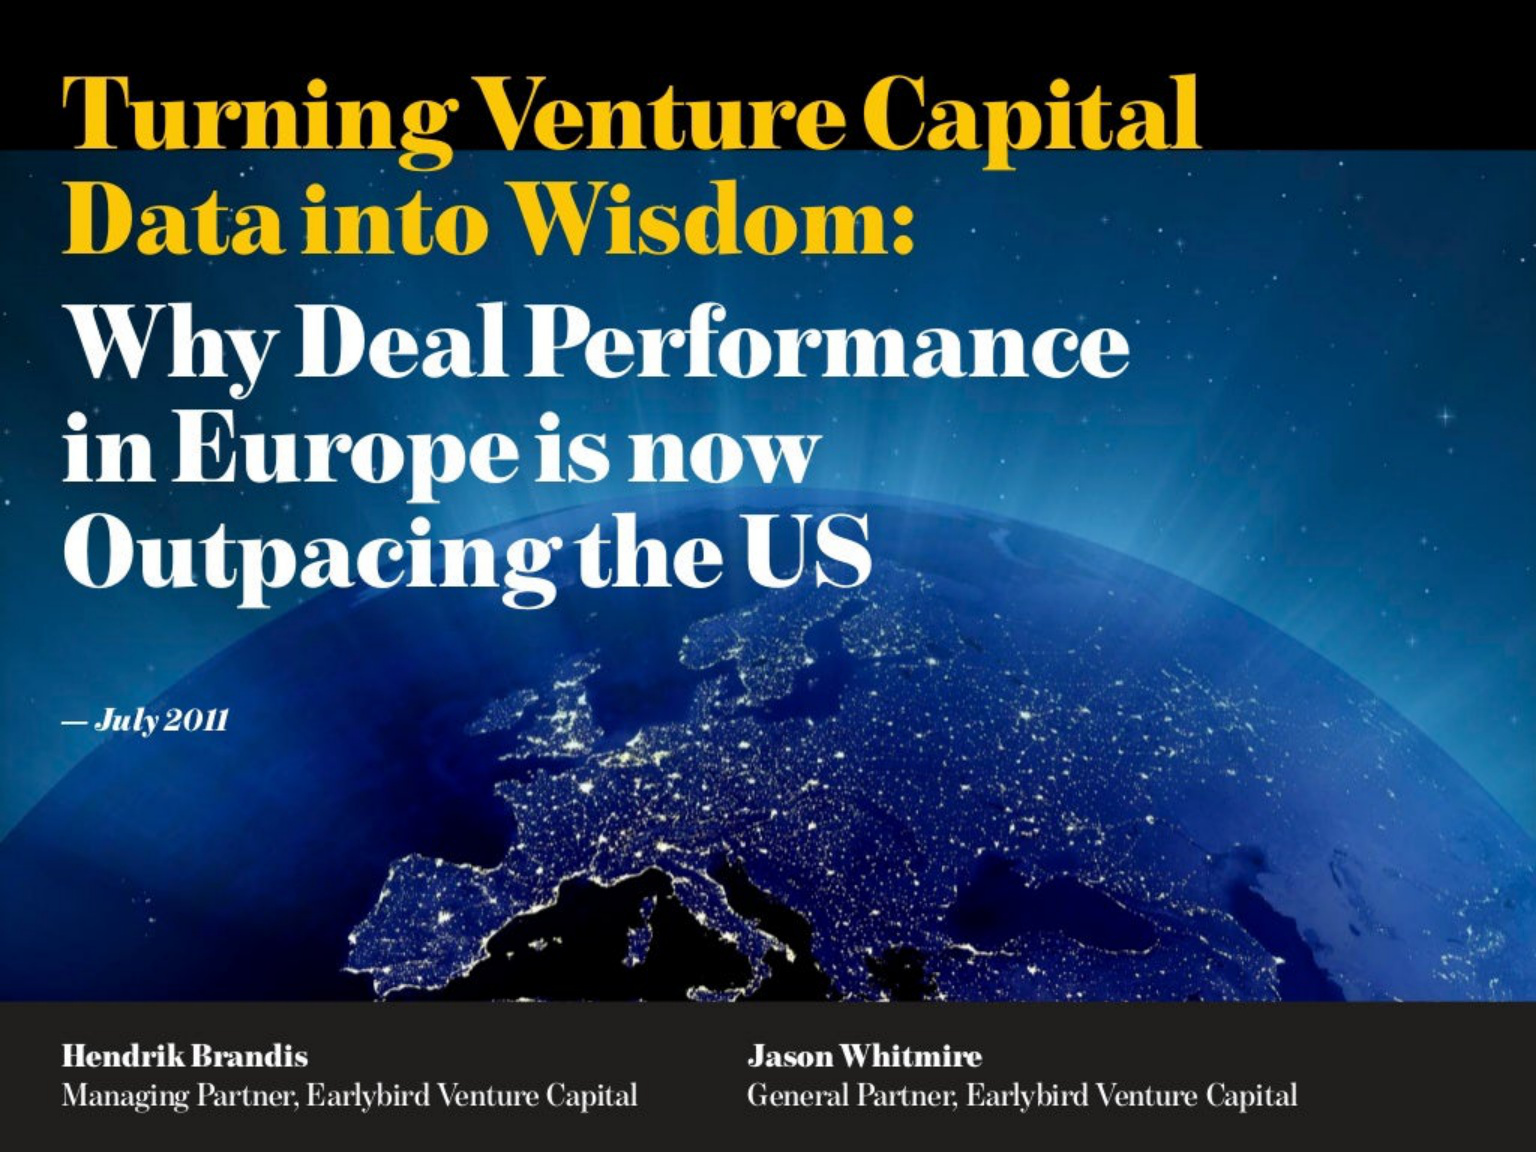 Turning Venture Capital
Data into Wisdom:
Why Deal Performance
in Europe is now
Outpacing the US
— July 2011
Hendrik Brandis
Managing Partner, Earlybird Venture Capital
Jason Whitmire
General Partner, Earlybird Venture Capital